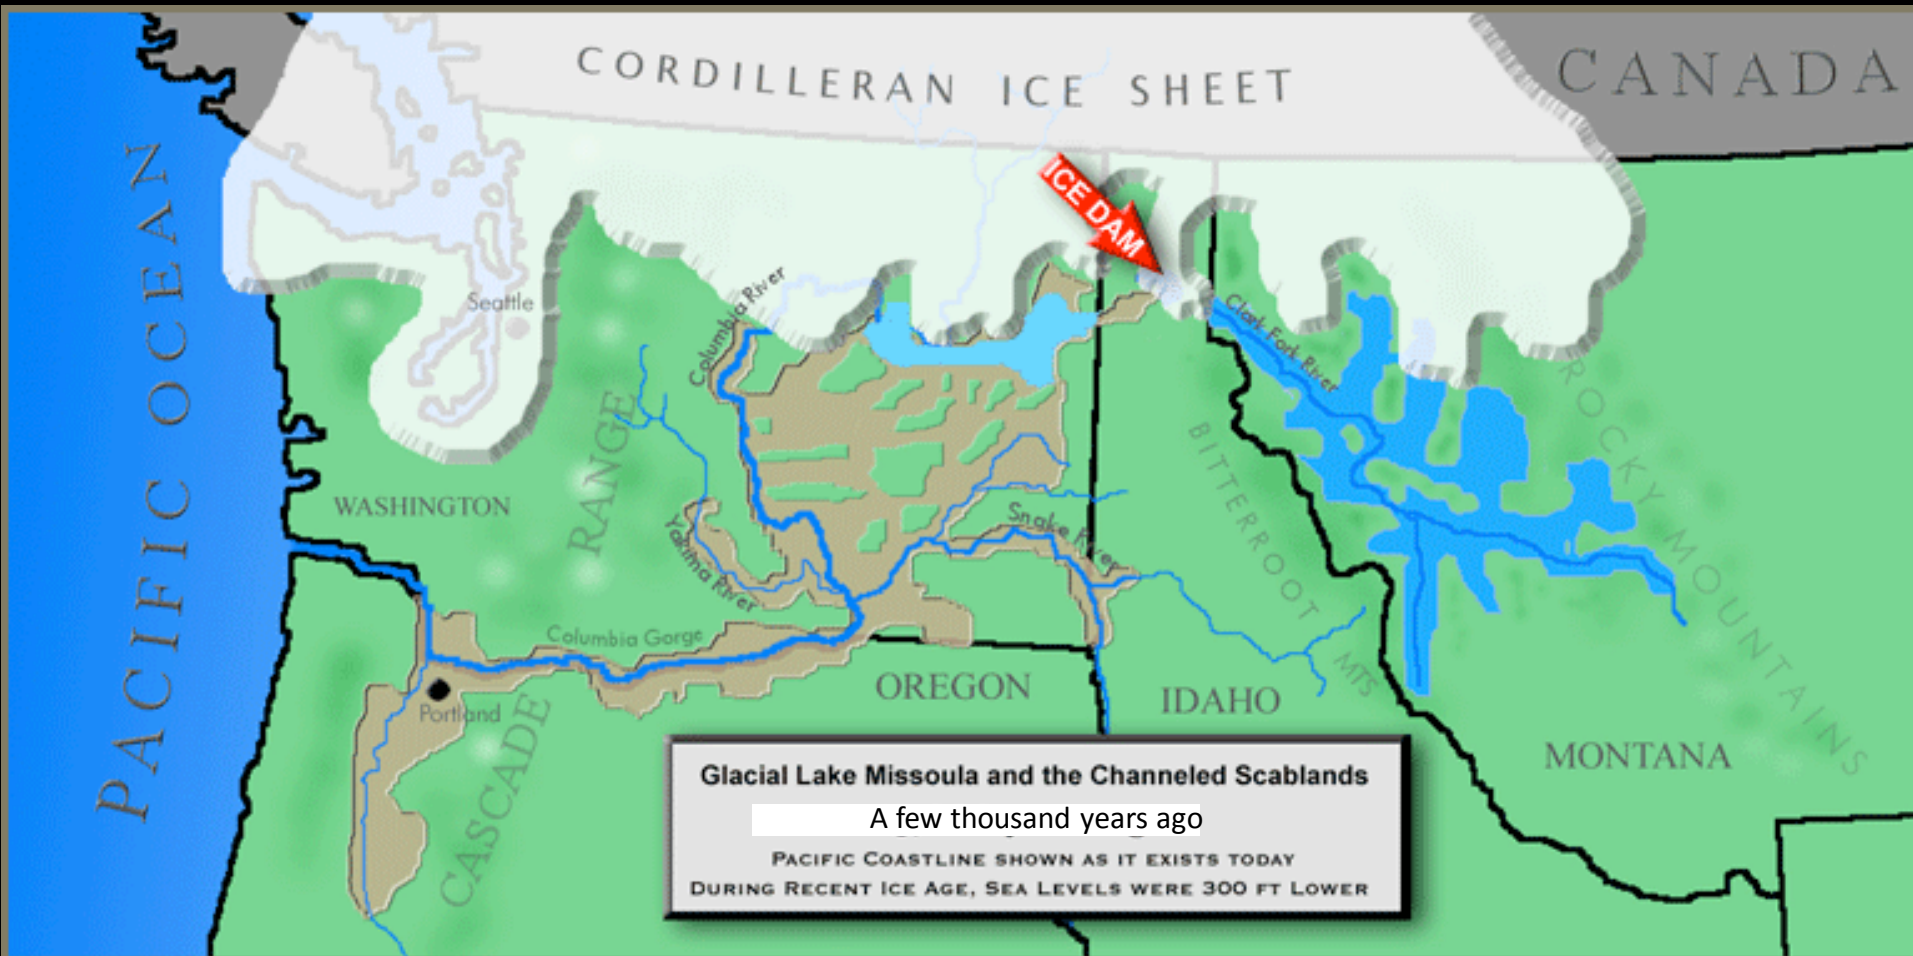 CORDILLERAN ICE SHEET
CANADA
PACIFIC OCEAN
ICE DAM
Seattle
Columbia River
Clark Fork River
ROCKY MOUNTAINS
BITTERROOT MTS
WASHINGTON
CASCADE RANGE
Yakima River
Snake River
Columbia Gorge
Portland
OREGON
IDAHO
MONTANA
Glacial Lake Missoula and the Channeled Scablands
A few thousand years ago
PACIFIC COASTLINE SHOWN AS IT EXISTS TODAY
DURING RECENT ICE AGE, SEA LEVELS WERE 300 FT LOWER